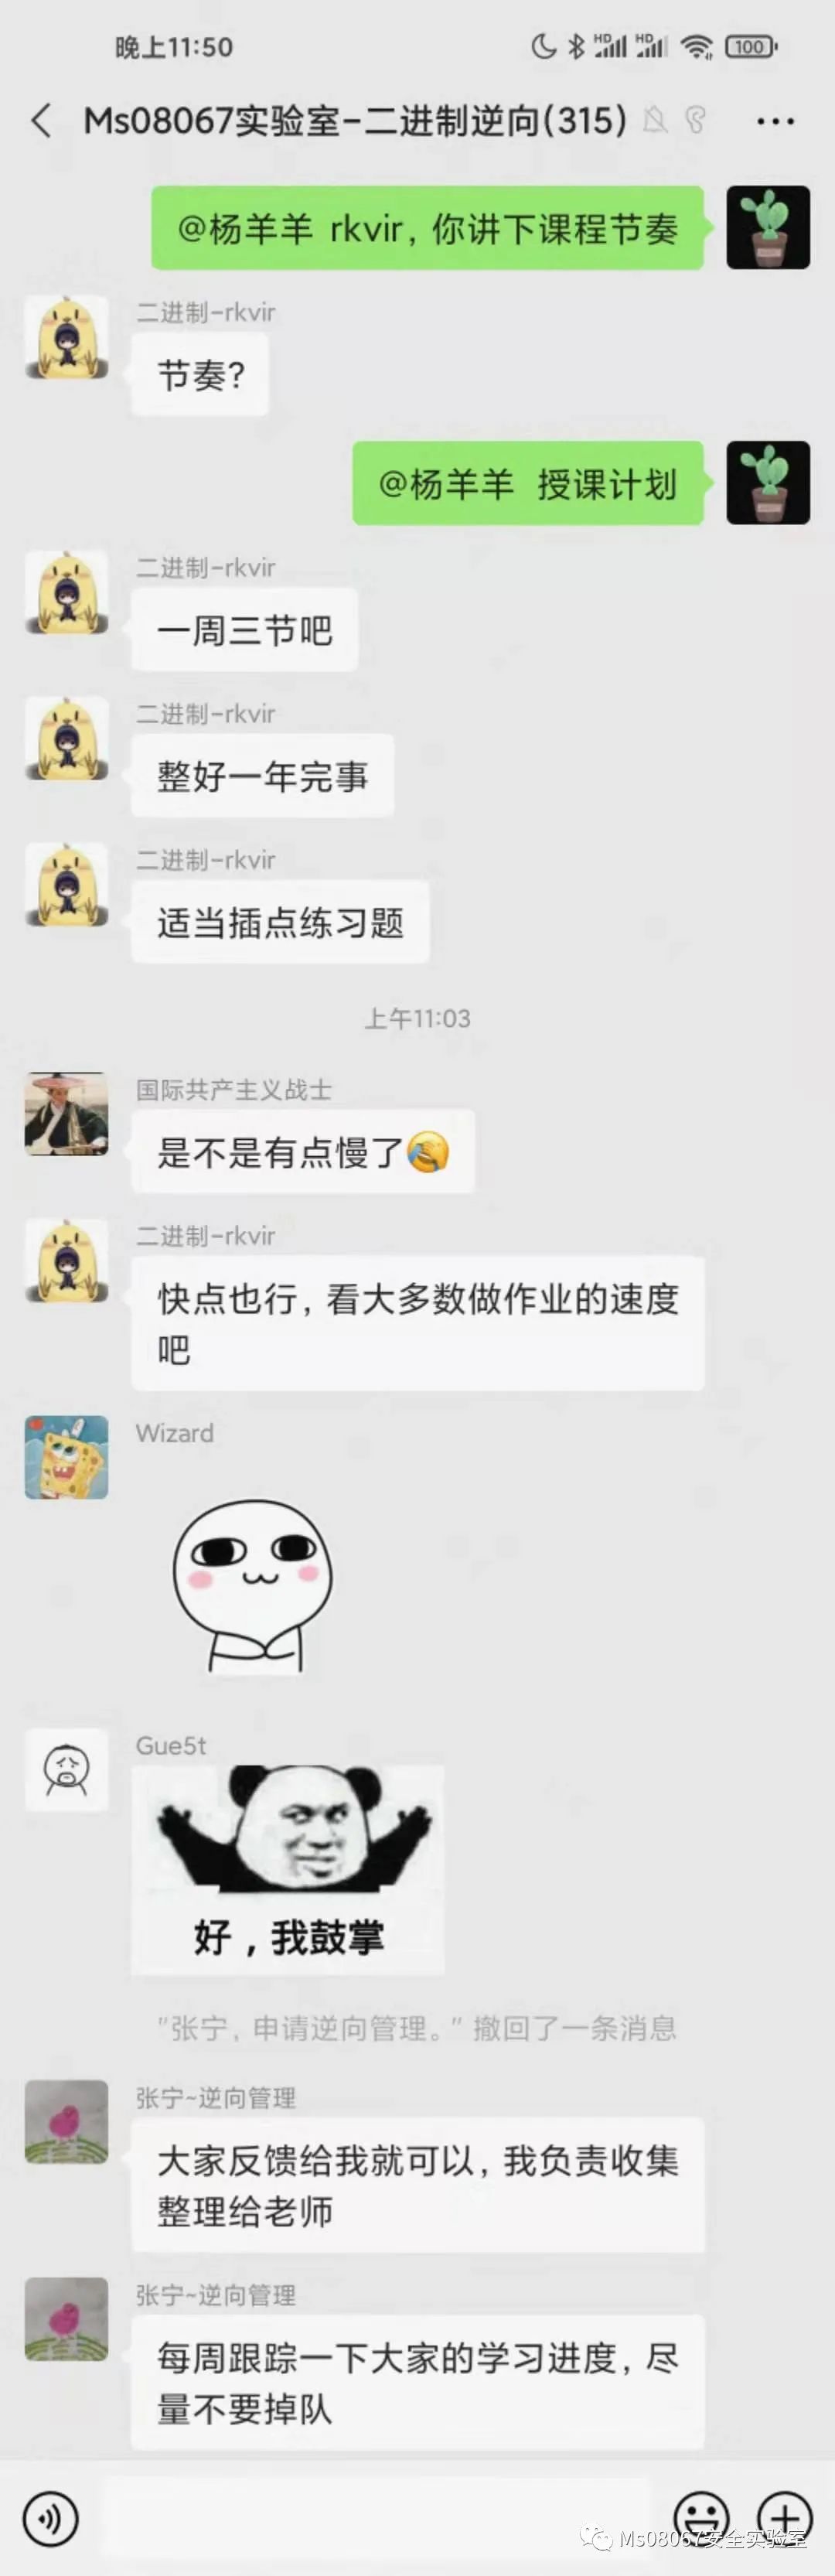 晚上11:50
HD HD 100
Ms08067实验室-二进制逆向(315)
@杨羊羊 rkvir，你讲下课程节奏
二进制-rkvir
节奏?
@杨羊羊 授课计划
二进制-rkvir
一周三节吧
二进制-rkvir
整好一年完事
二进制-rkvir
适当插点练习题
上午11:03
国际共产主义战士
是不是有点慢了😂
二进制-rkvir
快点也行，看大多数做作业的速度
吧
Wizard
Gue5t
好，我鼓掌
"张宁，申请逆向管理。" 撤回了一条消息
张宁~逆向管理
大家反馈给我就可以，我负责收集
整理给老师
张宁~逆向管理
每周跟踪一下大家的学习进度，尽
量不要掉队
Ms08067安全实验室